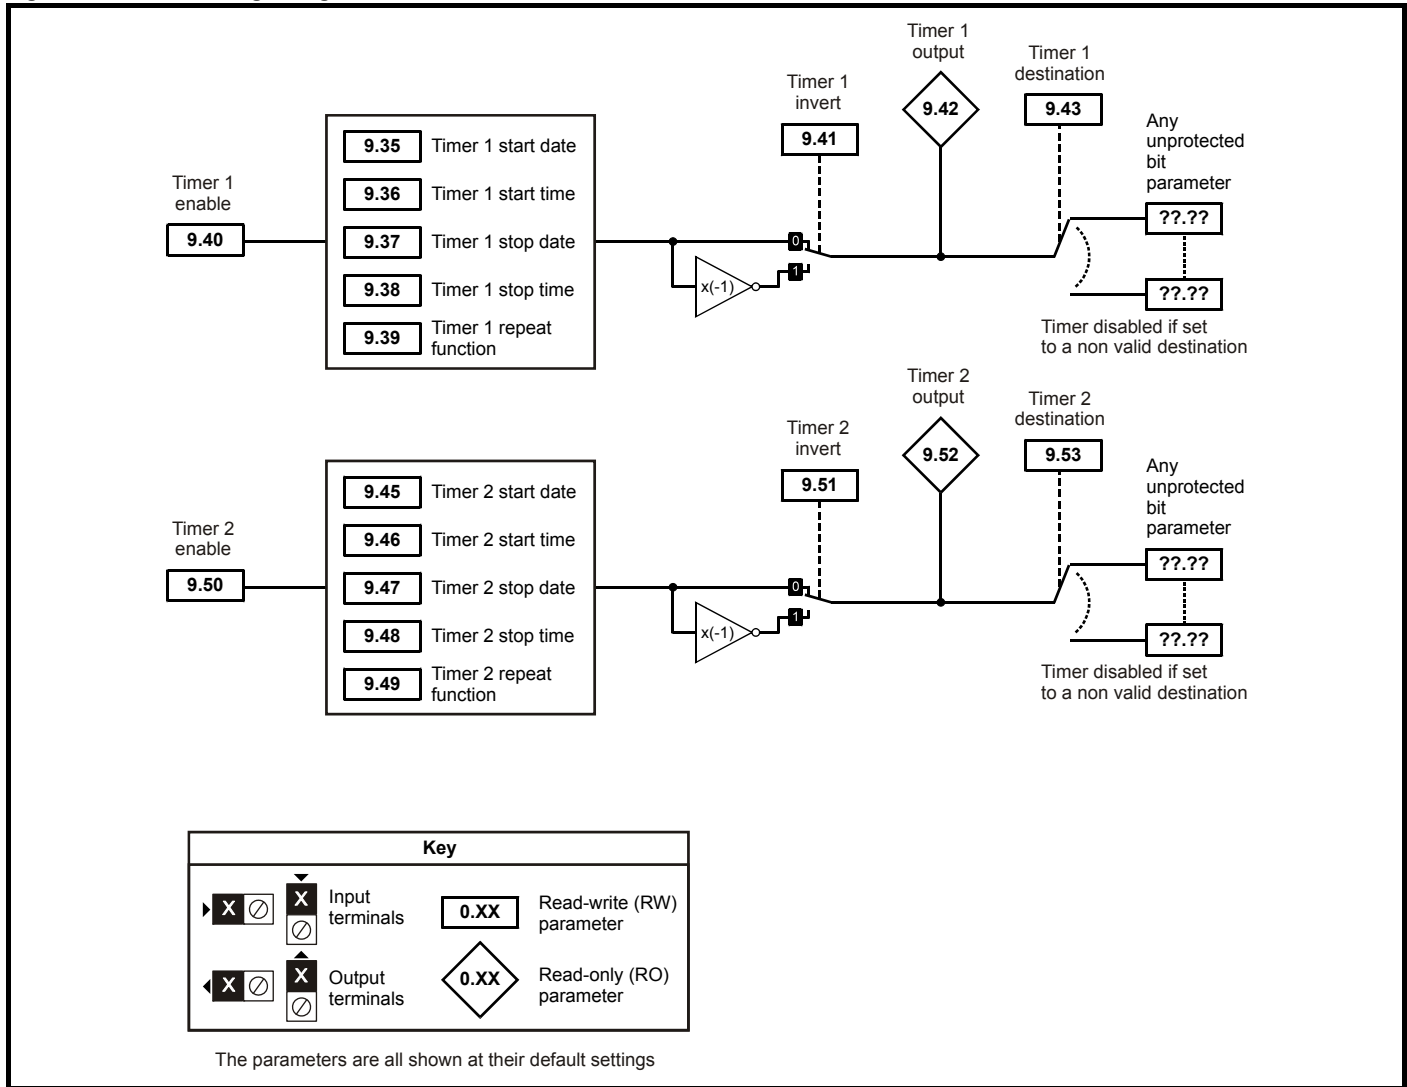 Timer 1
output
Timer 1
destination
Timer 1
invert
9.42
9.43
9.41
Any
unprotected
bit
parameter
9.35 Timer 1 start date
9.36 Timer 1 start time
Timer 1
enable
9.40
9.37 Timer 1 stop date
9.38 Timer 1 stop time
9.39 Timer 1 repeat
function
0
1
x(-1)
??.??
??.??
Timer disabled if set
to a non valid destination
Timer 2
output
Timer 2
destination
Timer 2
invert
9.52
9.53
9.51
Any
unprotected
bit
parameter
9.45 Timer 2 start date
9.46 Timer 2 start time
Timer 2
enable
9.50
9.47 Timer 2 stop date
9.48 Timer 2 stop time
9.49 Timer 2 repeat
function
0
1
x(-1)
??.??
??.??
Timer disabled if set
to a non valid destination
Key
X X Input
terminals
0.XX Read-write (RW)
parameter
X X Output
terminals
0.XX Read-only (RO)
parameter
The parameters are all shown at their default settings